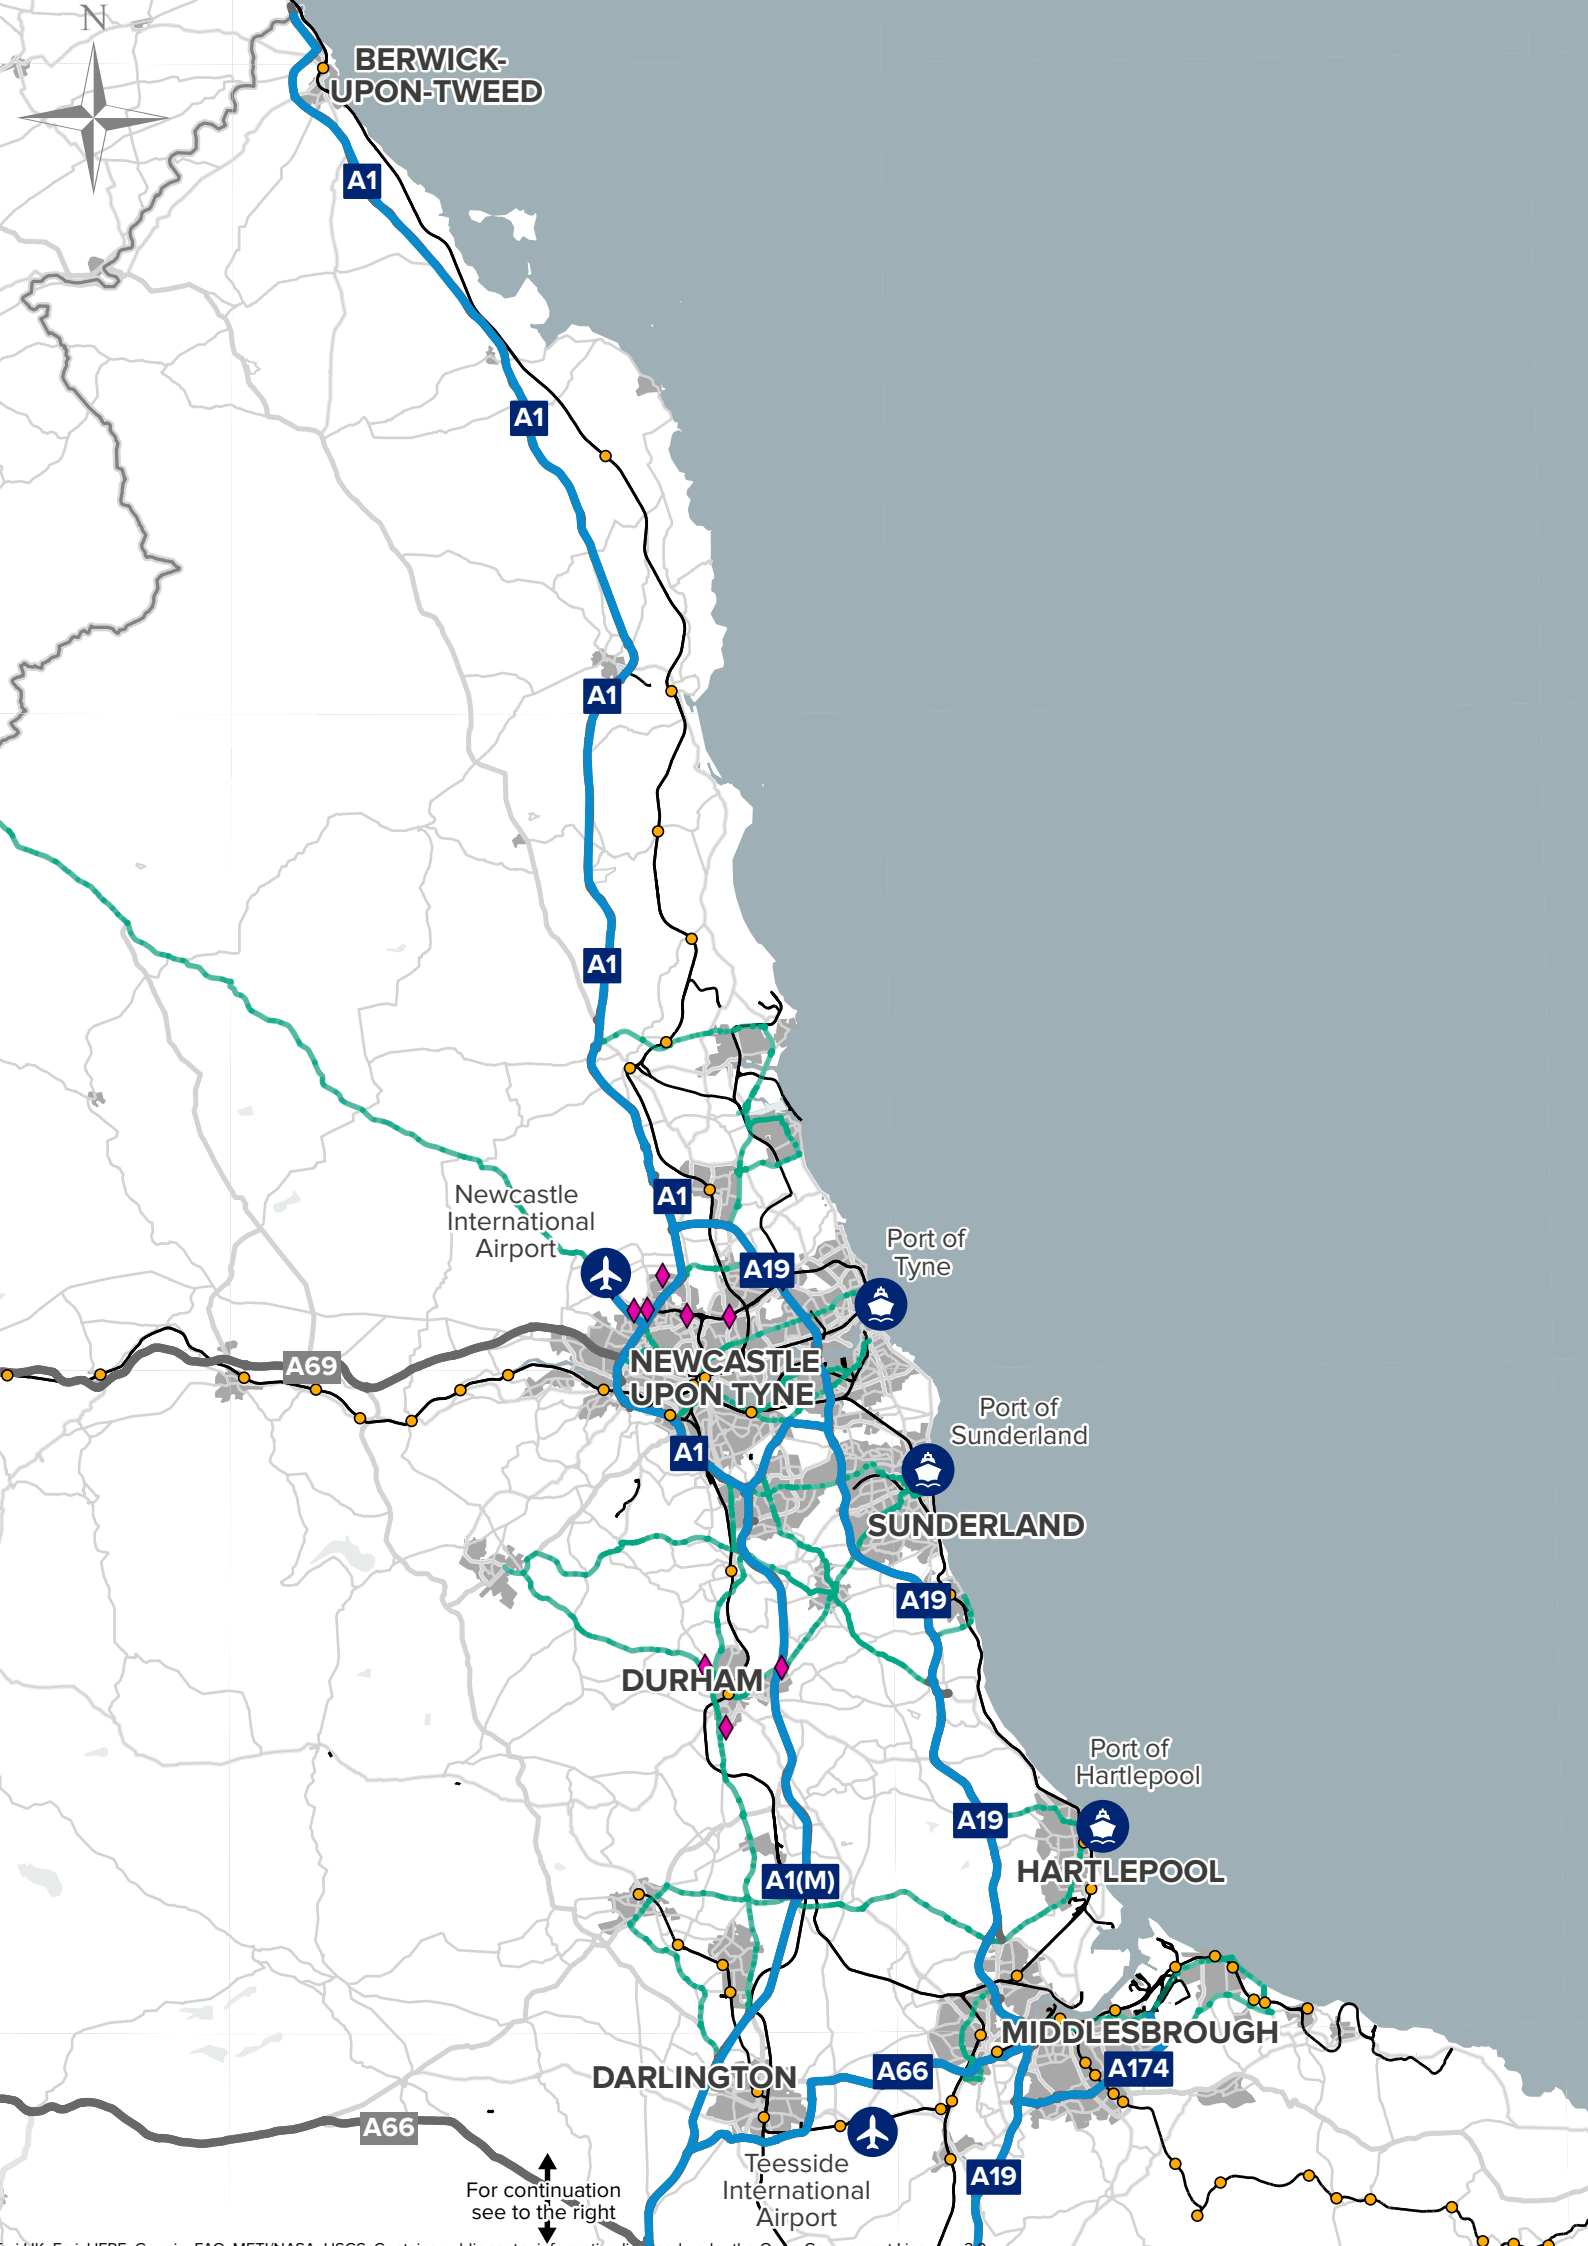 N
BERWICK-
UPON-TWEED
A1
A1
A1
A1
Newcastle
International
Airport
A1
A19
Port of
Tyne
A69
NEWCASTLE
UPON TYNE
A1
Port of
Sunderland
SUNDERLAND
A19
DURHAM
Port of
Hartlepool
A19
HARTLEPOOL
A1(M)
MIDDLESBROUGH
A174
A66
DARLINGTON
A66
Teesside
International
Airport
A19
For continuation
see to the right